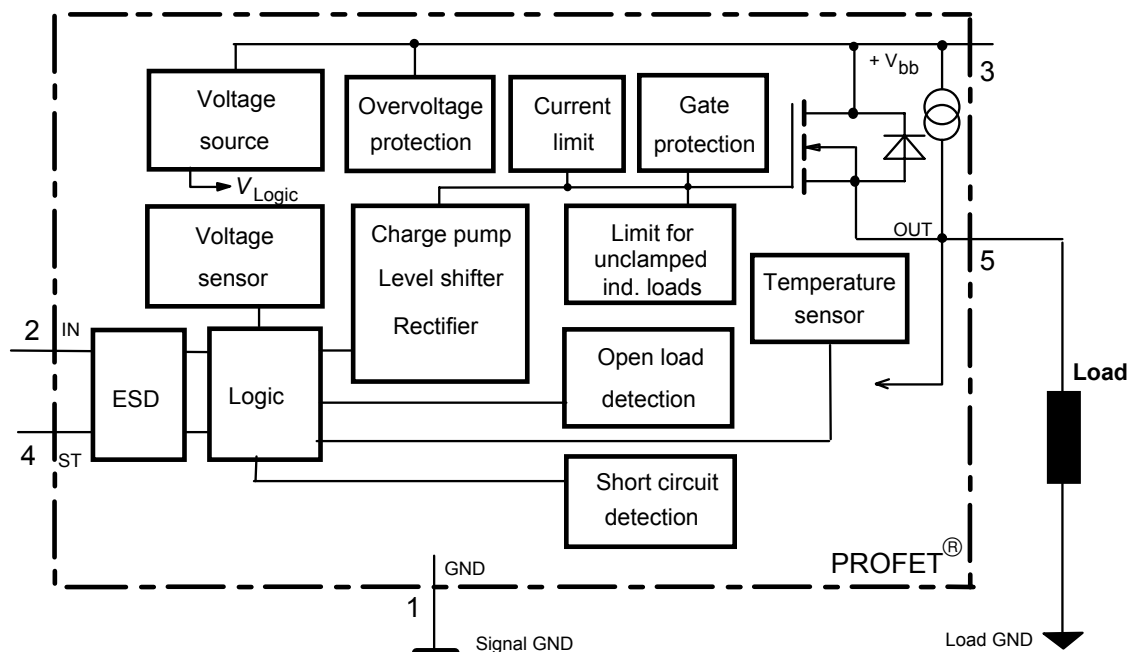 + V bb
3
Voltage
source
Overvoltage
protection
Current
limit
Gate
protection
V Logic
Voltage
sensor
Charge pump
Level shifter
Rectifier
Limit for
unclamped
ind. loads
OUT
5
Temperature
sensor
2
IN
ESD
Logic
Open load
detection
Load
4
ST
Short circuit
detection
PROFET®
GND
1
Signal GND
Load GND